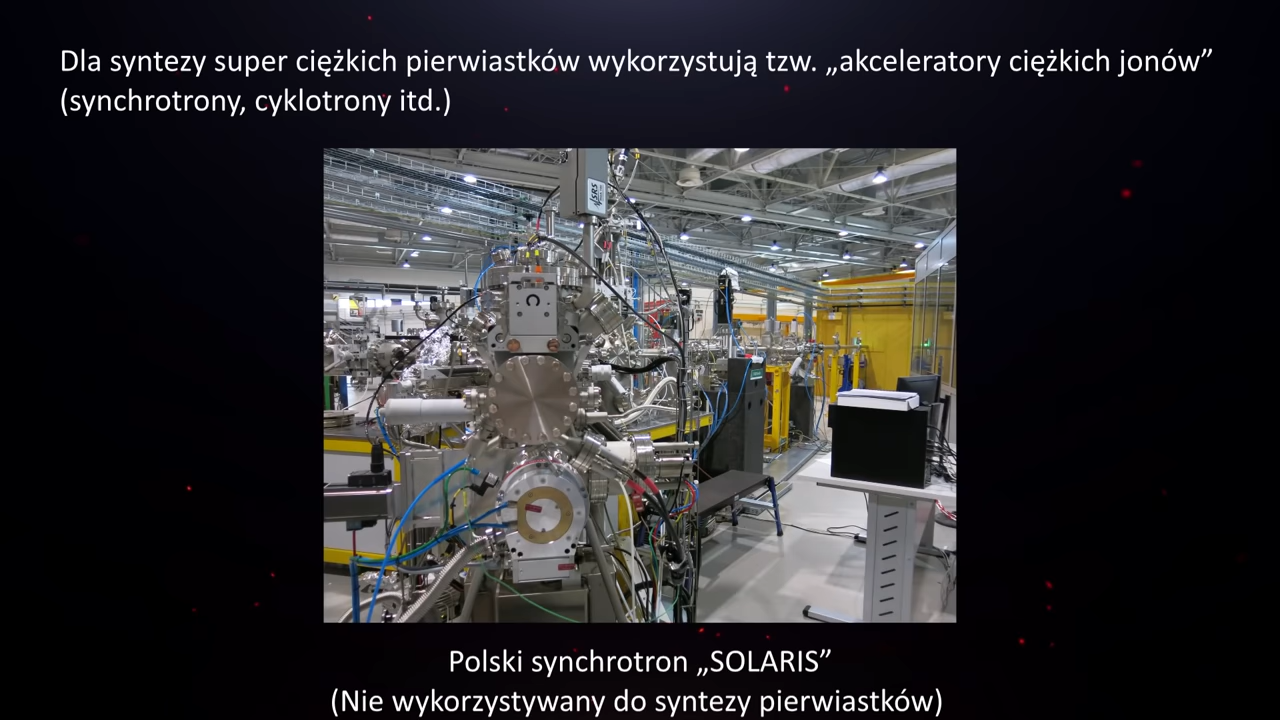 Dla syntezy super ciężkich pierwiastków wykorzystują tzw. „akceleratory ciężkich jonów”
(synchrotrony, cyklotrony itd.)
SRS
Polski synchrotron „SOLARIS”
(Nie wykorzystywany do syntezy pierwiastków)